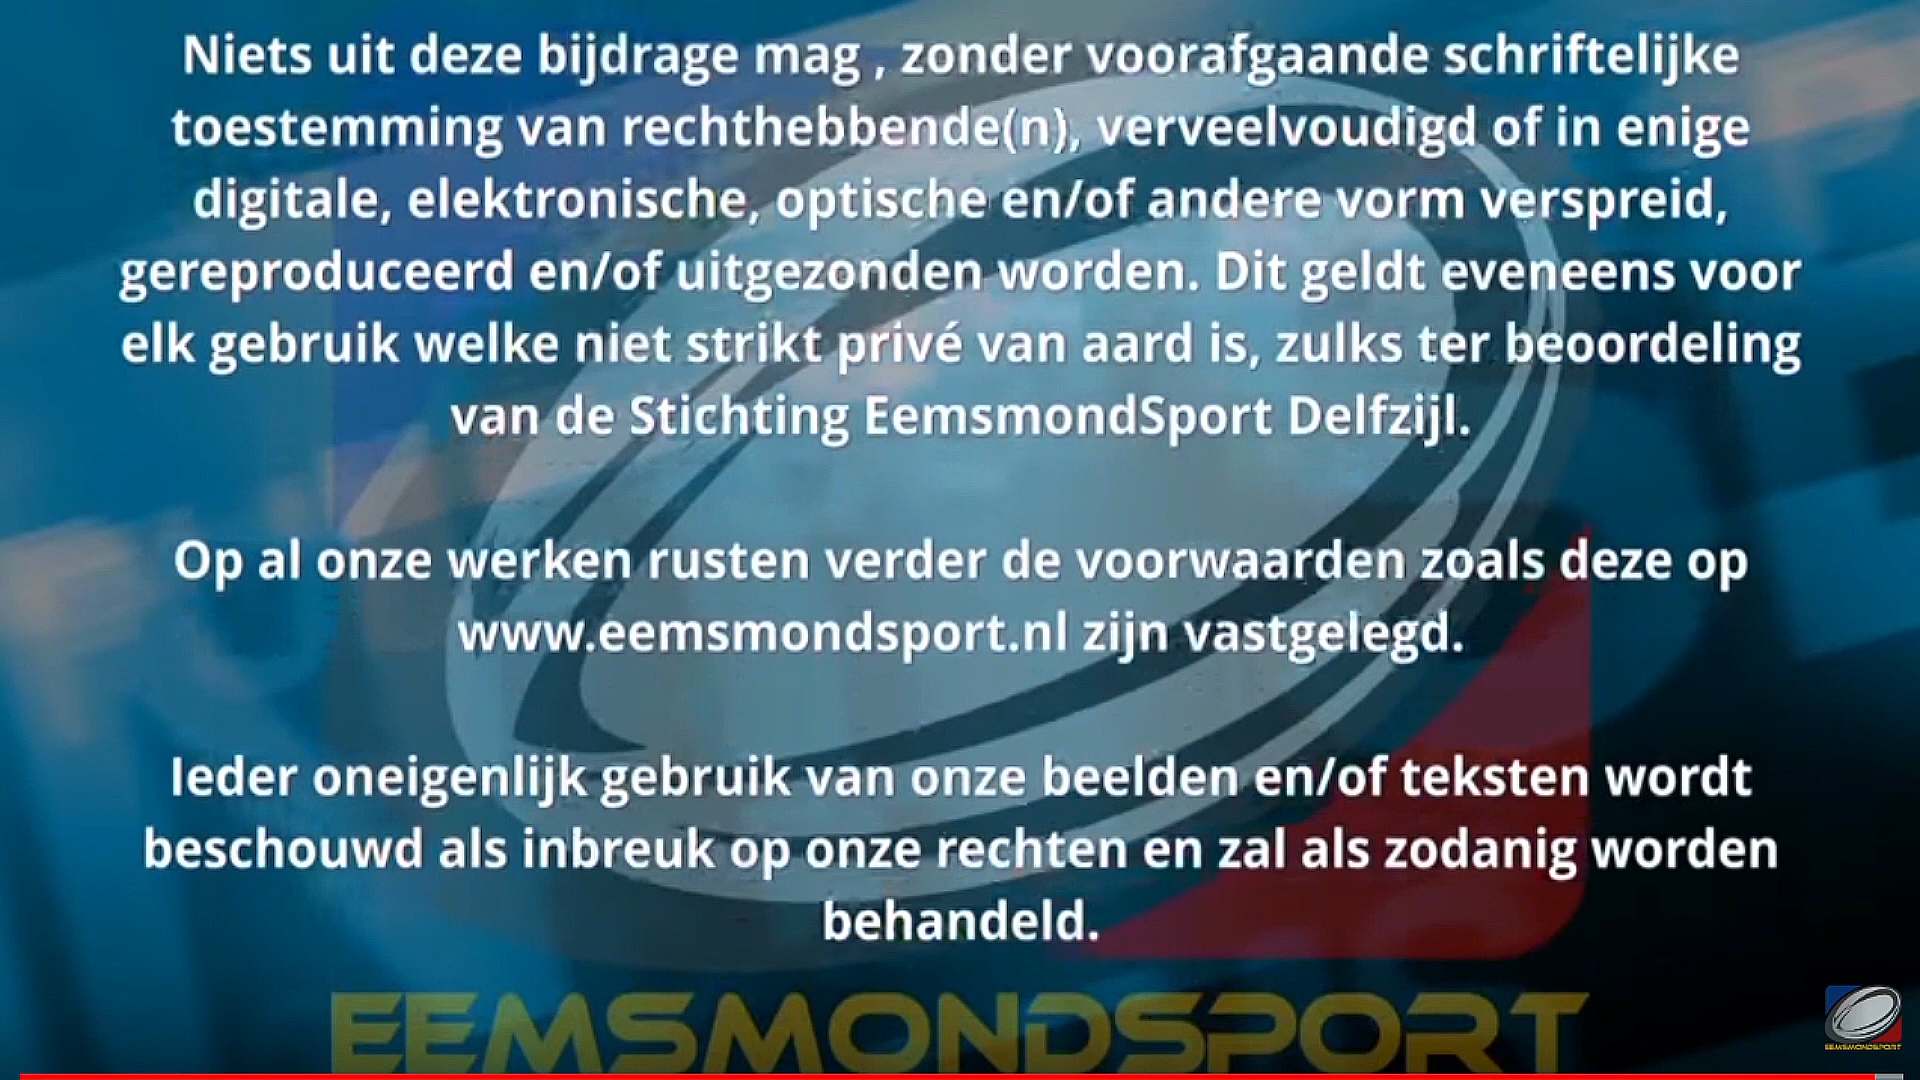 Niets uit deze bijdrage mag , zonder voorafgaande schriftelijke
toestemming van rechthebbende(n), verveelvoudigd of in enige
digitale, elektronische, optische en/of andere vorm verspreid,
gereproduceerd en/of uitgezonden worden. Dit geldt eveneens voor
elk gebruik welke niet strikt privé van aard is, zulks ter beoordeling
van de Stichting EemsmondSport Delfzijl.
Op al onze werken rusten verder de voorwaarden zoals deze op
www.eemsmondsport.nl zijn vastgelegd.
Ieder oneigenlijk gebruik van onze beelden en/of teksten wordt
beschouwd als inbreuk op onze rechten en zal als zodanig worden
behandeld.
EEMSMONDSPORT
EEMSMONDSPORT